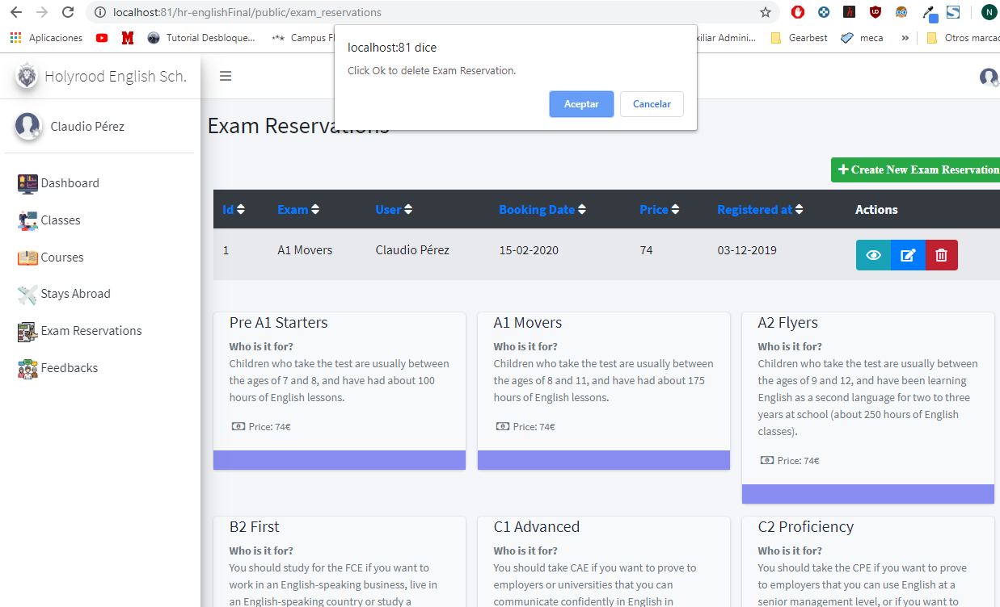 localhost:81/hr-englishFinal/public/exam_reservations
N
Aplicaciones
Tutorial Desbloque...
Campus
xiliar Admini...
Gearbest
meca
»
Otros marca
localhost:81 dice
Click Ok to delete Exam Reservation.
Aceptar Cancelar
Holyrood English Sch.
Claudio Pérez
Dashboard
Classes
Courses
Stays Abroad
Exam Reservations
Feedbacks
Exam Reservations
Create New Exam Reservation
Id Exam User Booking Date Price Registered at Actions
1 A1 Movers Claudio Pérez 15-02-2020 74 03-12-2019
Pre A1 Starters
Who is it for?
Children who take the test are usually between
the ages of 7 and 8, and have had about 100
hours of English lessons.
Price: 74€
A1 Movers
Who is it for?
Children who take the test are usually between
the ages of 8 and 11, and have had about 175
hours of English lessons.
Price: 74€
A2 Flyers
Who is it for?
Children who take the test are usually between
the ages of 9 and 12, and have been learning
English as a second language for two to three
years at school (about 250 hours of English
classes).
Price: 74€
B2 First
Who is it for?
You should study for the FCE if you want to
work in an English-speaking business, live in
an English-speaking country or study a
C1 Advanced
Who is it for?
You should take CAE if you want to prove to
employers or universities that you can
communicate confidently in English in
C2 Proficiency
Who is it for?
You should take the CPE if you want to prove
to employers that you can use English at a
senior management level, or if you want to